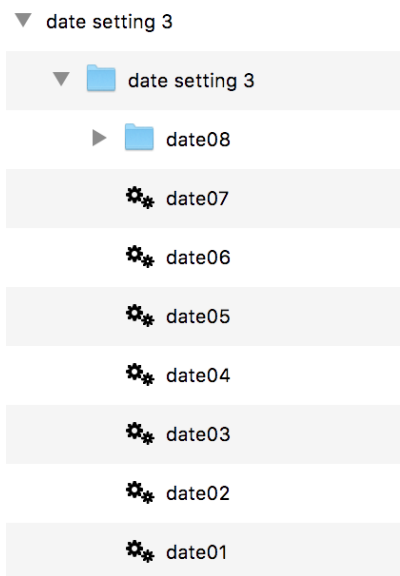 date setting 3
date setting 3
date08
date07
date06
date05
date04
date03
date02
date01